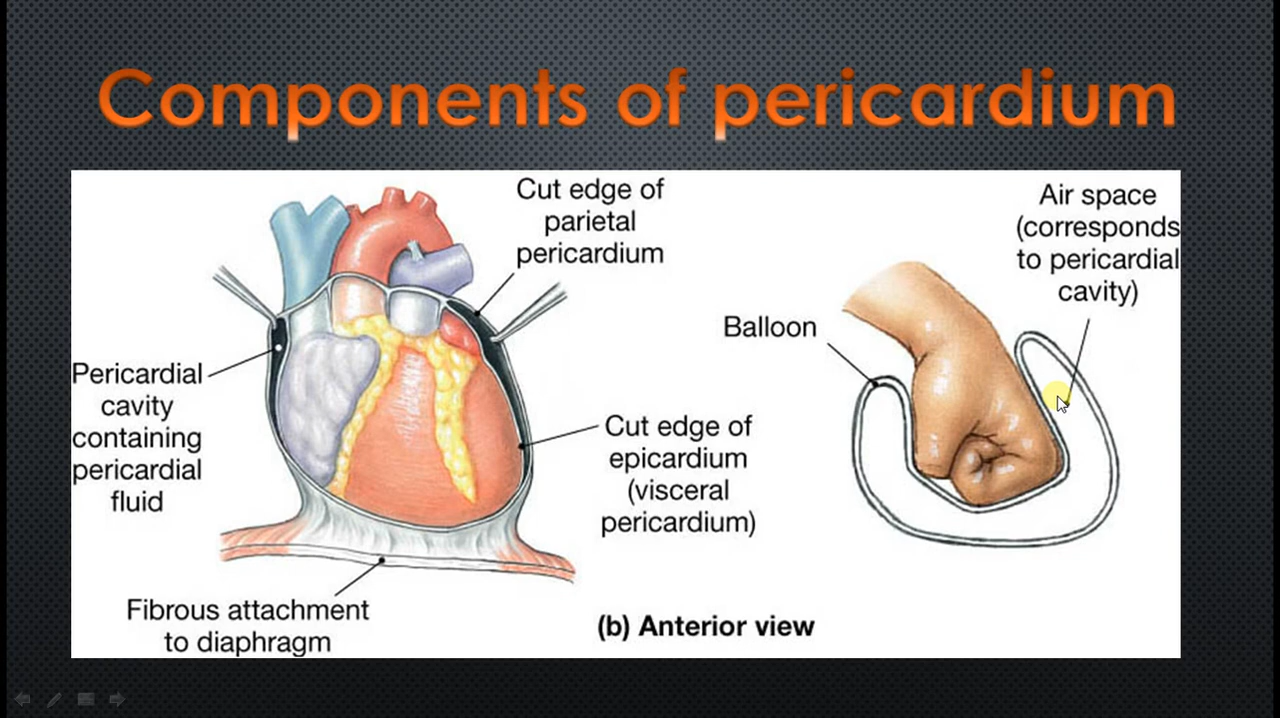 Components of pericardium
Cut edge of
parietal
pericardium
Air space
(corresponds
to pericardial
cavity)
Balloon
Pericardial
cavity
containing
pericardial
fluid
Cut edge of
epicardium
(visceral
pericardium)
Fibrous attachment
to diaphragm
(b) Anterior view